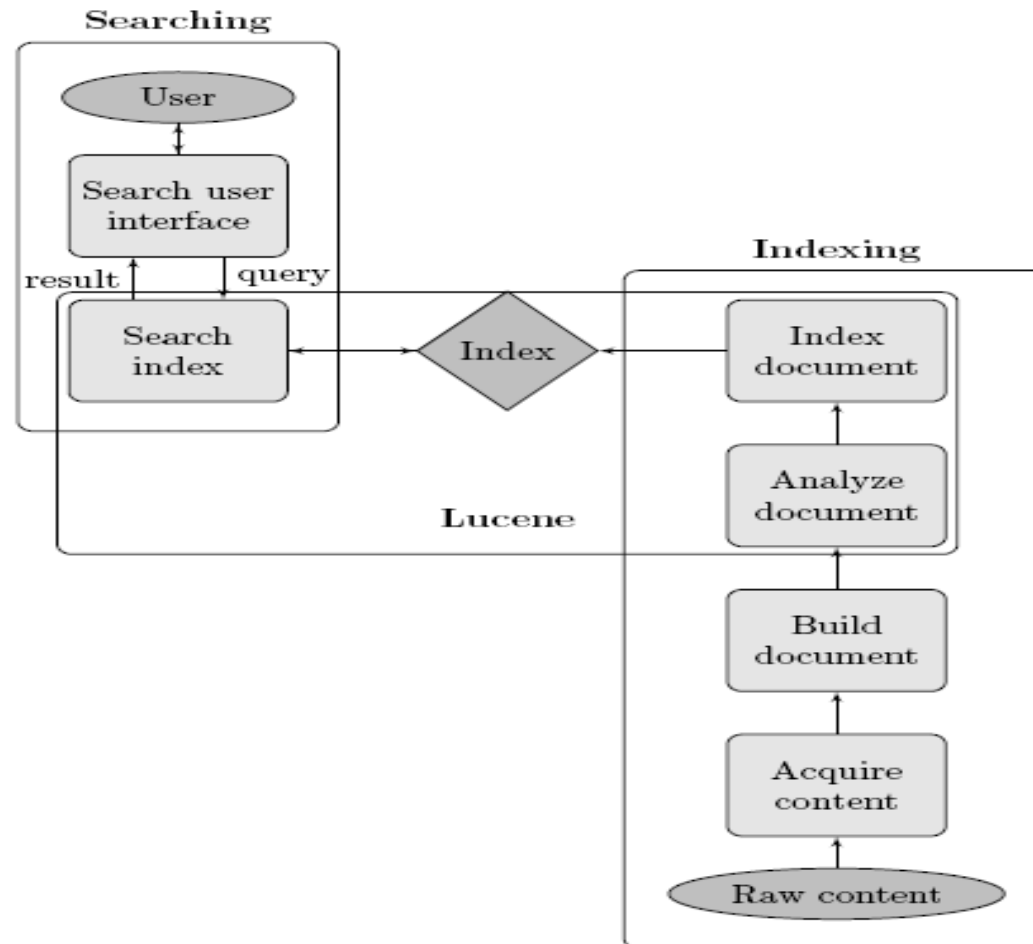 Searching
User
Search user
interface
result
query
Search
index
Index
Lucene
Indexing
Index
document
Analyze
document
Build
document
Acquire
content
Raw content